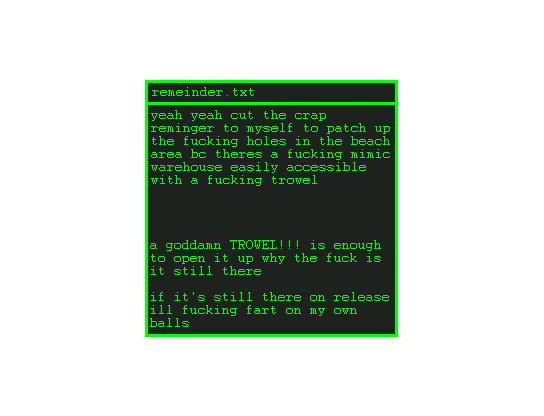 remeinder.txt
yeah yeah cut the crap
reminger to myself to patch up
the fucking holes in the beach
area bc theres a fucking mimic
warehouse easily accessible
with a fucking trowel
a goddamn TROWEL!!! is enough
to open it up why the fuck is
it still there
if it's still there on release
ill fucking fart on my own
balls